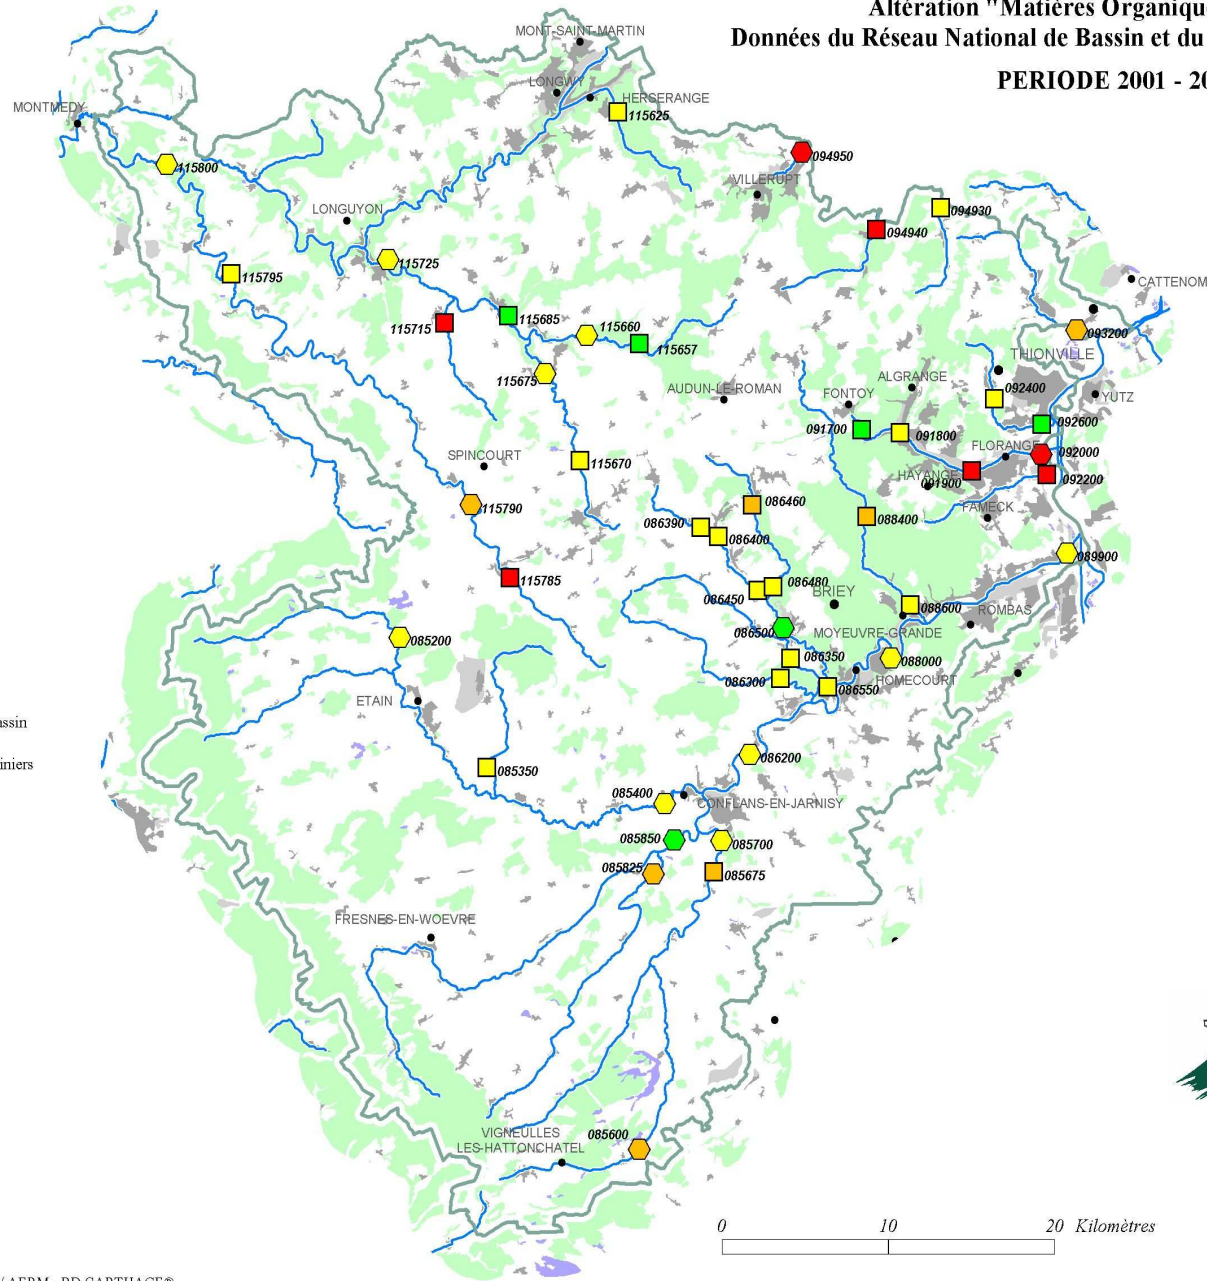 Altération "Matières Organique
Données du Réseau National de Bassin et du
PERIODE 2001 - 20
MONT-SAINT-MARTIN
LONGWY
HERSERANGE
115625
MONTMEDY
115800
094950
VILLERUPT
LONGUYON
094930
094940
115725
115795
CATTENOM
115685
115715
115660
093200
115657
THIONVILLE
115675
ALGRANGE
AUDUN-LE-ROMAN
FONTOY
092400
YUTZ
091700
091800
092600
FLORANGE
SPINCOURT
115670
092000
HAYANGE
091900
092200
115790
086460
FAMECK
086390
088400
086400
089900
115785
086480
086450
BRIEY
088600
ROMBAS
086500
MOYEUVRE-GRANDE
085200
086350
088000
086300
HOMECOURT
086550
ETAIN
assin
086200
iniers
085350
085400
CONFLANS-EN-JARNISY
085850
085700
085825
085675
FRESNES-EN-WOEVRE
VIGNEULLES
LES-HATTONCHATEL
085600
0 10 20 Kilomètres